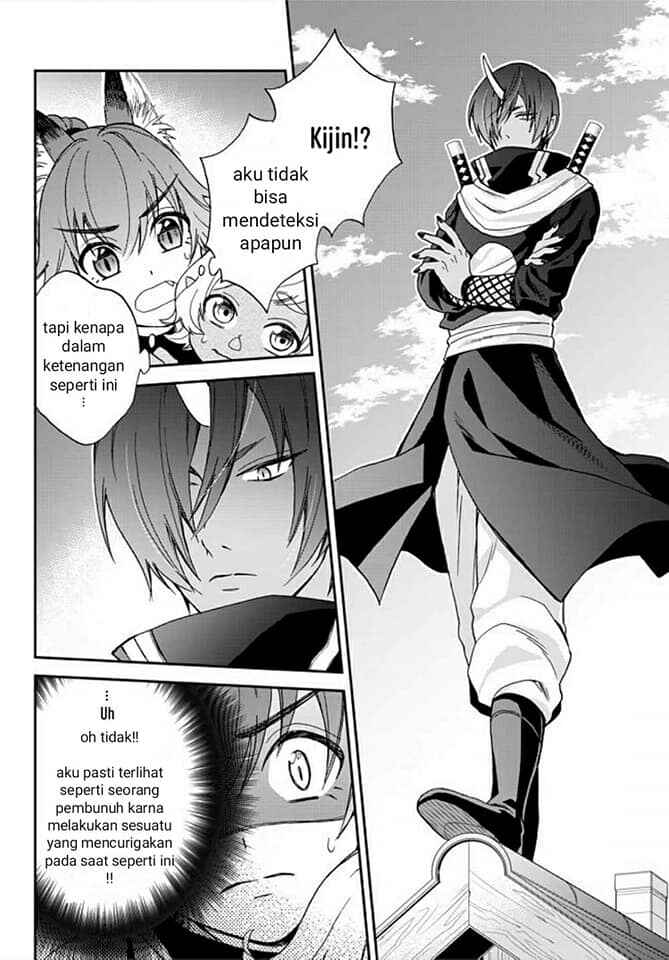 Kijin!?
aku tidak
bisa
mendeteksi
apapun
tapi kenapa
dalam
ketenangan
seperti ini
...
...
Uh
oh tidak!!
aku pasti terlihat
seperti seorang
pembunuh karna
melakukan sesuatu
yang mencurigakan
pada saat seperti ini
!!